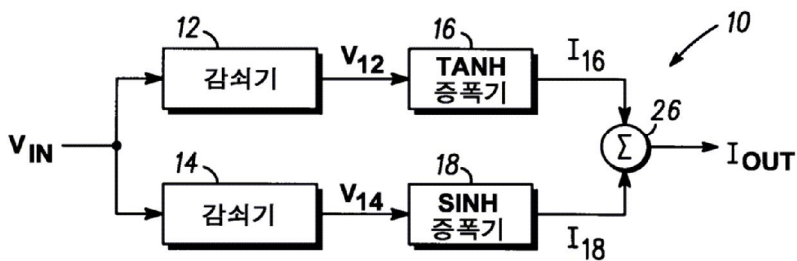 12
감쇠기
V12
16
TANH
증폭기
I16
10
VIN
Σ
26
IOUT
14
감쇠기
V14
18
SINH
증폭기
I18